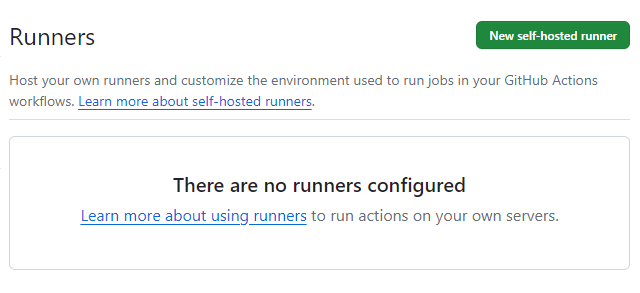 Runners
New self-hosted runner
Host your own runners and customize the environment used to run jobs in your GitHub Actions
workflows. Learn more about self-hosted runners.
There are no runners configured
Learn more about using runners to run actions on your own servers.